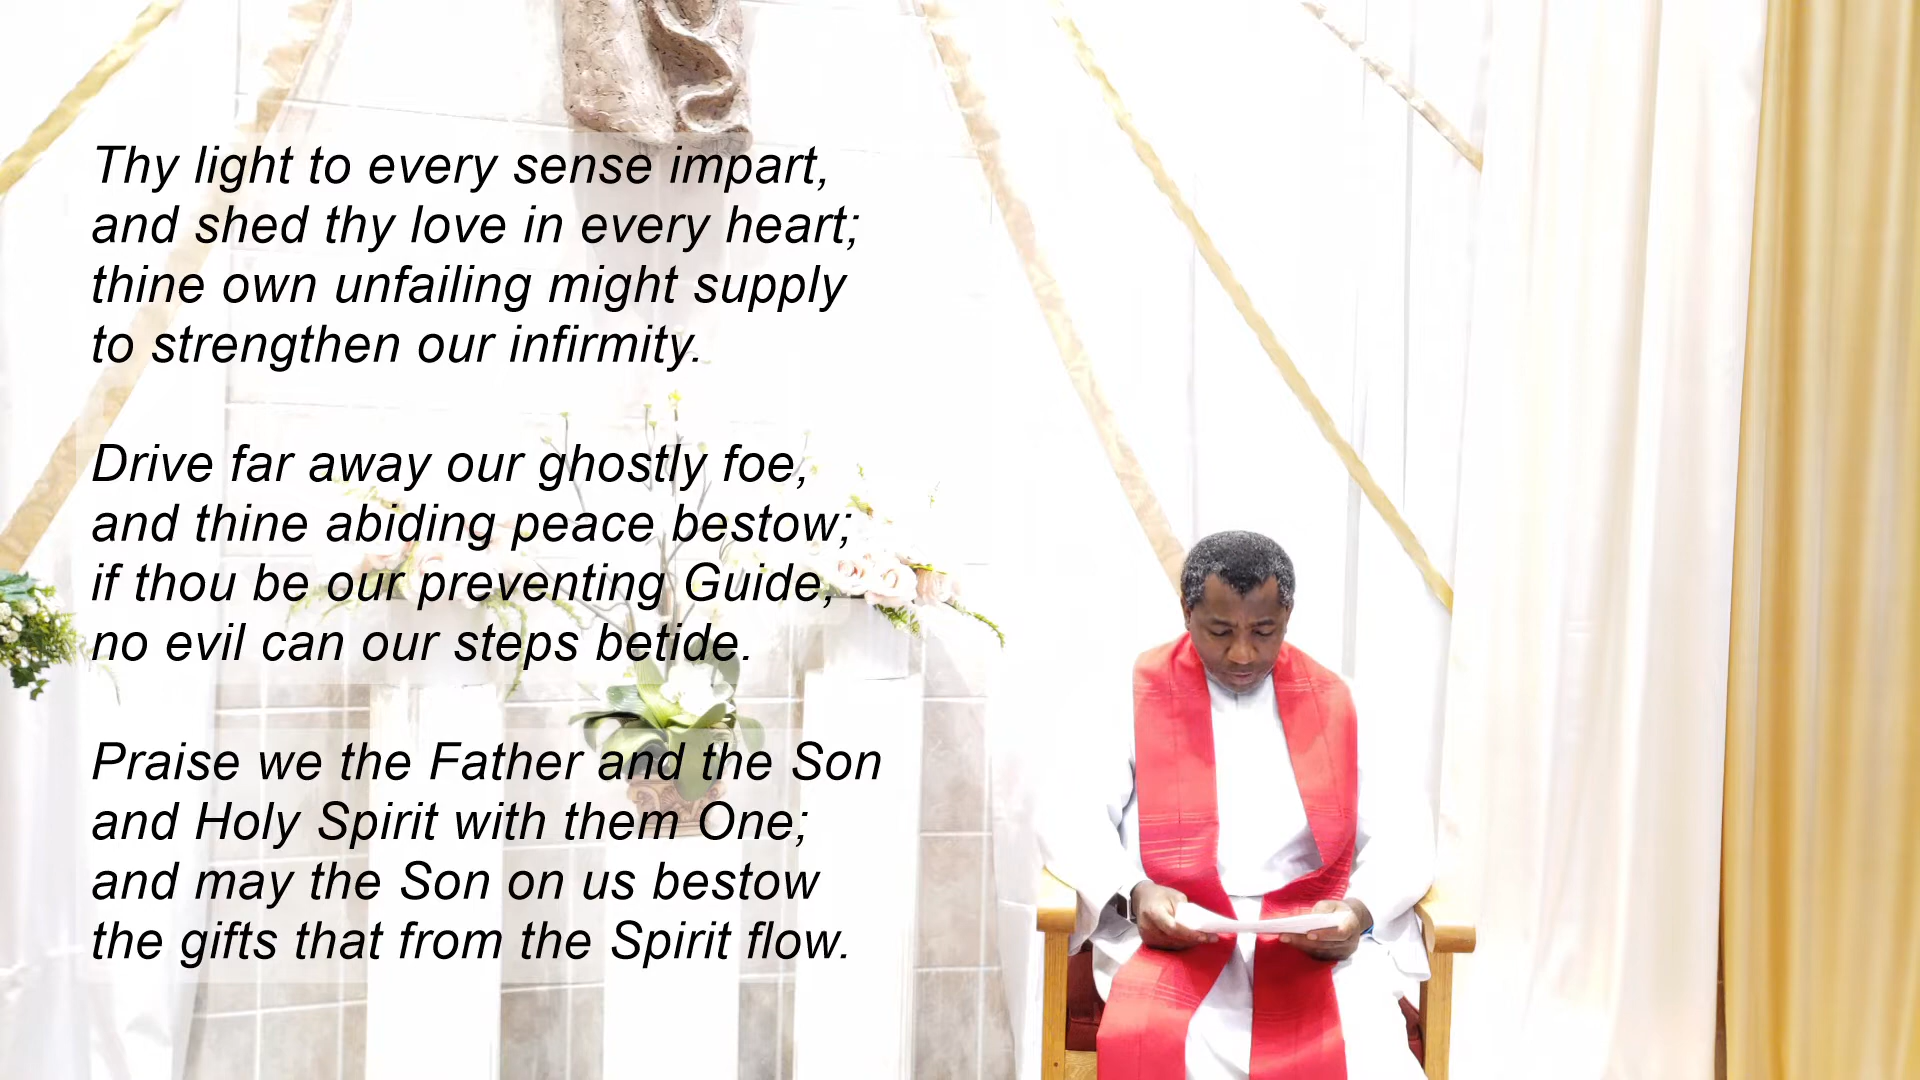 Thy light to every sense impart,
and shed thy love in every heart;
thine own unfailing might supply
to strengthen our infirmity.
Drive far away our ghostly foe,
and thine abiding peace bestow;
if thou be our preventing Guide,
no evil can our steps betide.
Praise we the Father and the Son
and Holy Spirit with them One;
and may the Son on us bestow
the gifts that from the Spirit flow.